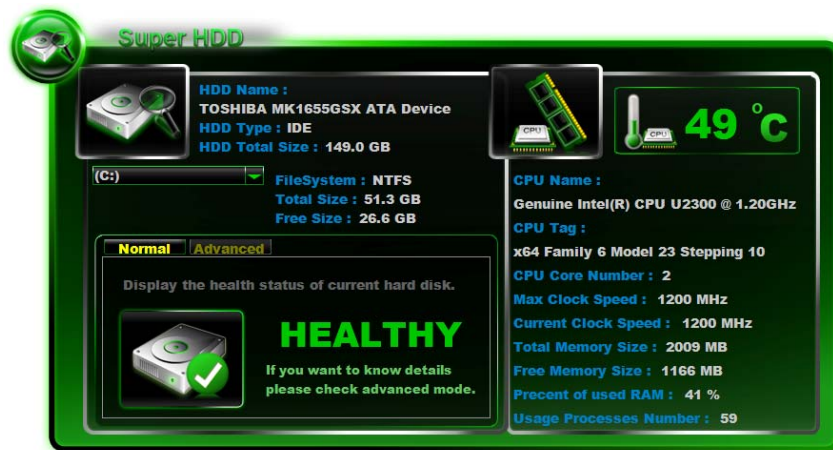 Super HDD
HDD Name :
TOSHIBA MK1655GSX ATA Device
HDD Type : IDE
HDD Total Size : 149.0 GB
(C:)
FileSystem : NTFS
Total Size : 51.3 GB
Free Size : 26.6 GB
Normal Advanced
Display the health status of current hard disk.
HEALTHY
If you want to know details
please check advanced mode.
CPU
CPU
49 °C
CPU Name :
Genuine Intel(R) CPU U2300 @ 1.20GHz
CPU Tag :
x64 Family 6 Model 23 Stepping 10
CPU Core Number : 2
Max Clock Speed : 1200 MHz
Current Clock Speed : 1200 MHz
Total Memory Size : 2009 MB
Free Memory Size : 1166 MB
Precent of used RAM : 41 %
Usage Processes Number : 59